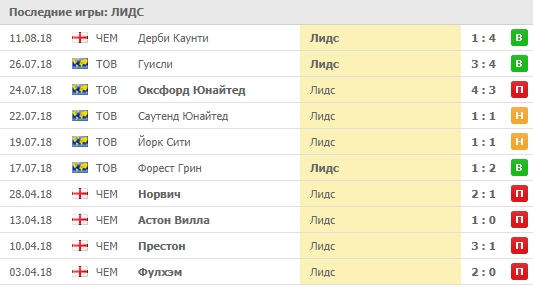 Последние игры: ЛИДС
11.08.18 ЧЕМ Дерби Каунти Лидс 1 : 4 В
26.07.18 ТОВ Гуисли Лидс 3 : 4 В
24.07.18 ТОВ Оксфорд Юнайтед Лидс 4 : 3 П
22.07.18 ТОВ Саутенд Юнайтед Лидс 1 : 1 Н
19.07.18 ТОВ Йорк Сити Лидс 1 : 1 Н
17.07.18 ТОВ Форест Грин Лидс 1 : 2 В
28.04.18 ЧЕМ Норвич Лидс 2 : 1 П
13.04.18 ЧЕМ Астон Вилла Лидс 1 : 0 П
10.04.18 ЧЕМ Престон Лидс 3 : 1 П
03.04.18 ЧЕМ Фулхэм Лидс 2 : 0 П